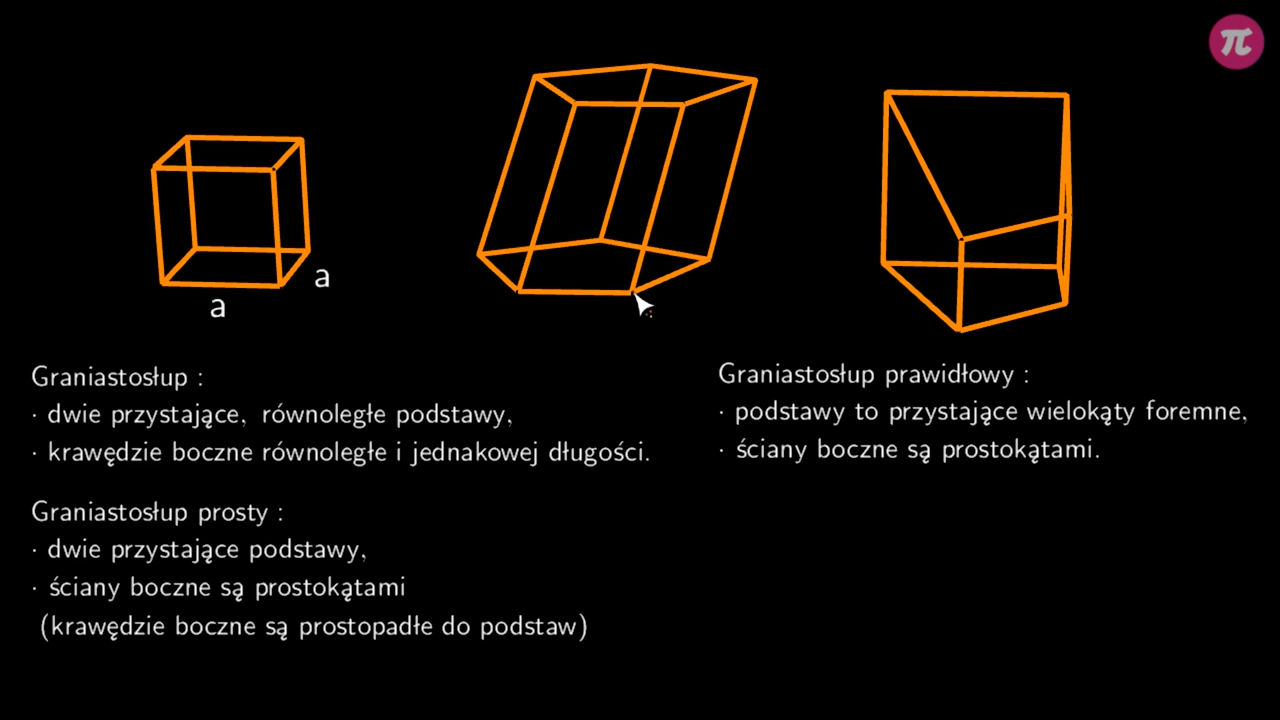 π
a
a
Graniastosłup :
· dwie przystające, równoległe podstawy,
· krawędzie boczne równoległe i jednakowej długości.
Graniastosłup prosty :
· dwie przystające podstawy,
· ściany boczne są prostokątami
(krawędzie boczne są prostopadłe do podstaw)
Graniastosłup prawidłowy :
· podstawy to przystające wielokąty foremne,
· ściany boczne są prostokątami.